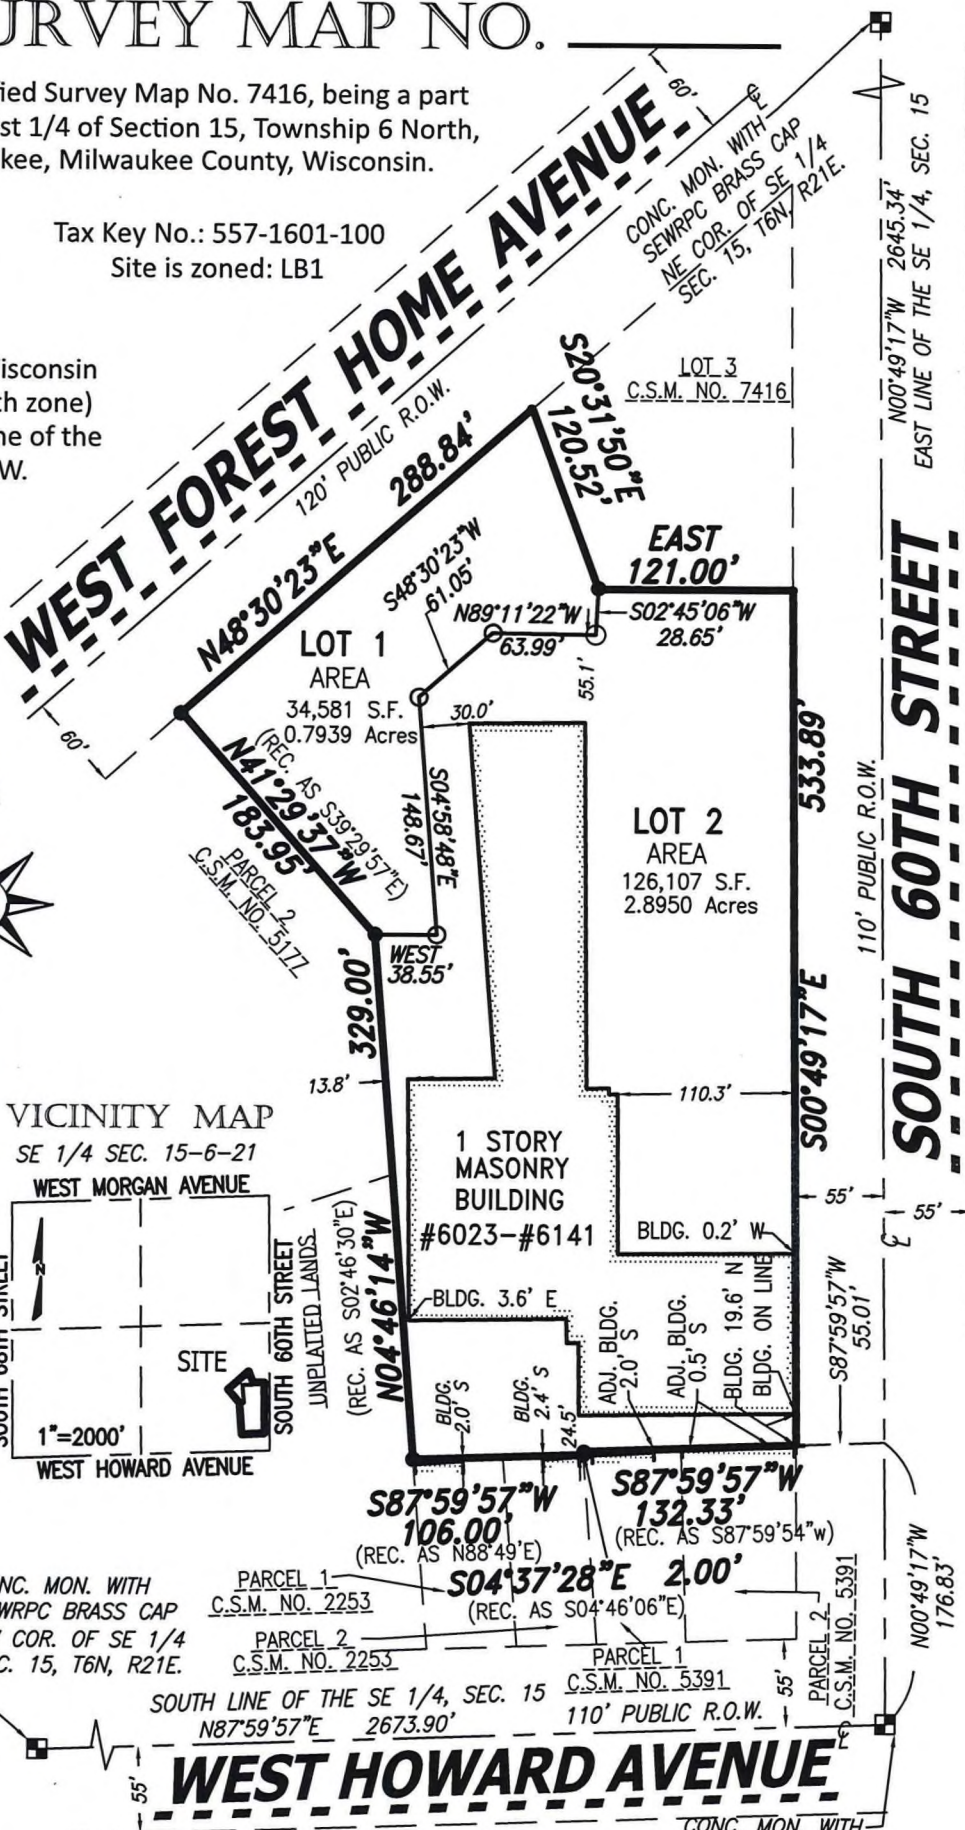 URVEY MAP NO.
ied Survey Map No. 7416, being a part
st 1/4 of Section 15, Township 6 North,
kee, Milwaukee County, Wisconsin.
Tax Key No.: 557-1601-100
Site is zoned: LB1
isconsin
th zone)
ne of the
W.
WEST FOREST HOME AVENUE
60'
120' PUBLIC R.O.W.
60'
CONC. MON. WITH
SEWRPC BRASS CAP
NE COR. OF SE 1/4
SEC. 15, T6N, R21E.
N00°49'17"W 2645.34'
EAST LINE OF THE SE 1/4, SEC. 15
LOT 3
C.S.M. NO. 7416
N48°30'23"E 288.84'
S20°31'50"E
120.52'
EAST
121.00'
S48°30'23"W
61.05'
N89°11'22"W
63.99'
S02°45'06"W
28.65'
55.1'
LOT 1
AREA
34,581 S.F.
0.7939 Acres
30.0'
(REC. AS S39°29'57"E)
N41°29'37"W
183.95'
PARCEL 2
C.S.M. NO. 5177
S04°58'48"E
148.67'
WEST
38.55'
LOT 2
AREA
126,107 S.F.
2.8950 Acres
533.89'
S00°49'17"E
110' PUBLIC R.O.W.
SOUTH 60TH STREET
329.00'
N04°46'14"W
(REC. AS S02°46'30"E)
UNPLATTED LANDS
13.8'
110.3'
1 STORY
MASONRY
BUILDING
#6023-#6141
BLDG. 0.2' W
55'
55'
BLDG. 3.6' E
BLDG.
2.0' S
BLDG.
2.4' S
24.5'
ADJ. BLDG.
2.0' S
ADJ. BLDG.
0.5' S
BLDG. 19.6' N
BLDG. ON LINE
S87°59'57"W
55.01'
VICINITY MAP
SE 1/4 SEC. 15-6-21
WEST MORGAN AVENUE
N
SITE
SOUTH 60TH STREET
1"=2000'
WEST HOWARD AVENUE
S87°59'57"W
106.00'
(REC. AS N88°49'E)
S87°59'57"W
132.33'
(REC. AS S87°59'54"w)
S04°37'28"E 2.00'
(REC. AS S04°46'06"E)
N00°49'17"W
176.83'
NC. MON. WITH
WRPC BRASS CAP
COR. OF SE 1/4
C. 15, T6N, R21E.
PARCEL 1
C.S.M. NO. 2253
PARCEL 2
C.S.M. NO. 2253
PARCEL 1
C.S.M. NO. 5391
PARCEL 2
C.S.M. NO. 5391
SOUTH LINE OF THE SE 1/4, SEC. 15
N87°59'57"E 2673.90'
110' PUBLIC R.O.W.
55'
55'
WEST HOWARD AVENUE
CONC. MON. WITH